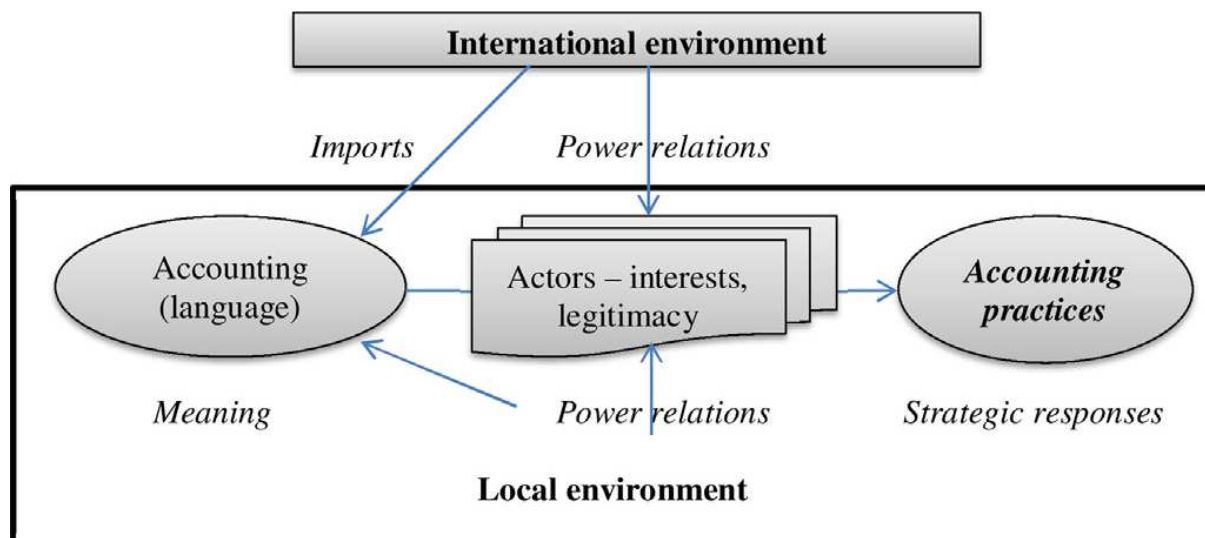 International environment
Imports
Power relations
Accounting
(language)
Actors – interests,
legitimacy
Accounting
practices
Meaning
Power relations
Strategic responses
Local environment